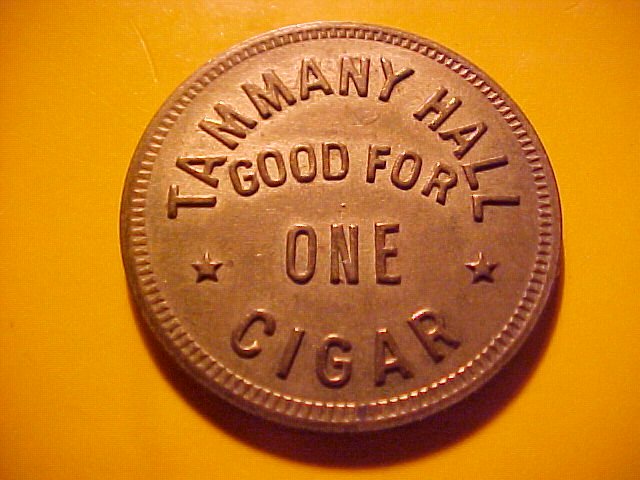 TAMMANY HALL
GOOD FOR
ONE
CIGAR